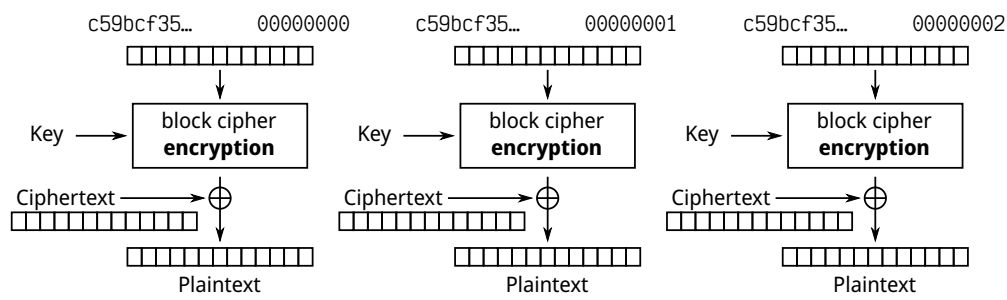 c59bcf35… 00000000 c59bcf35… 00000001 c59bcf35… 00000002
block cipher block cipher block cipher
Key encryption Key encryption Key encryption
Ciphertext Ciphertext Ciphertext
Plaintext Plaintext Plaintext